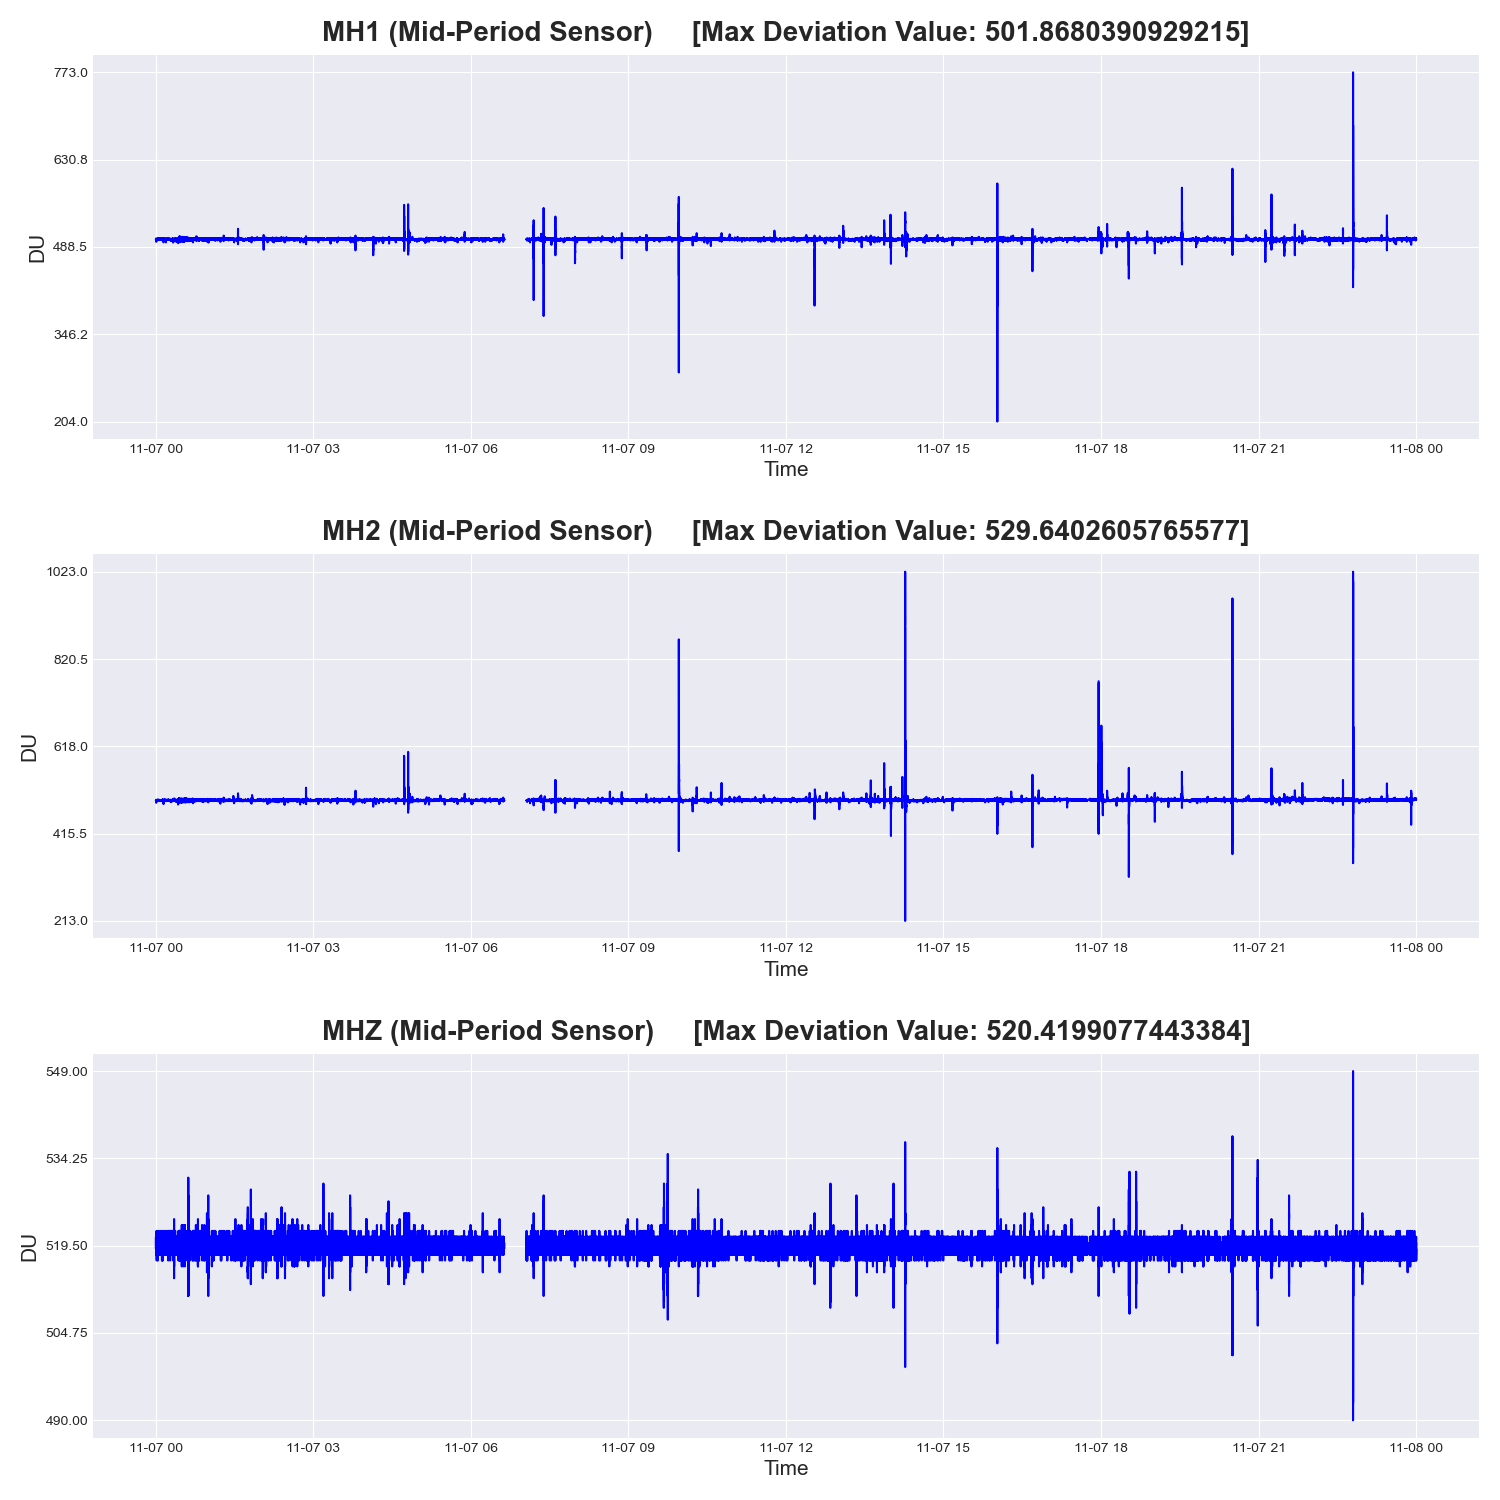 MH1 (Mid-Period Sensor) [Max Deviation Value: 501.8680390929215]
773.0
630.8
488.5
346.2
204.0
DU
11-07 00 11-07 03 11-07 06 11-07 09 11-07 12 11-07 15 11-07 18 11-07 21 11-08 00
Time
MH2 (Mid-Period Sensor) [Max Deviation Value: 529.6402605765577]
1023.0
820.5
618.0
415.5
213.0
DU
11-07 00 11-07 03 11-07 06 11-07 09 11-07 12 11-07 15 11-07 18 11-07 21 11-08 00
Time
MHZ (Mid-Period Sensor) [Max Deviation Value: 520.4199077443384]
549.00
534.25
519.50
504.75
490.00
DU
11-07 00 11-07 03 11-07 06 11-07 09 11-07 12 11-07 15 11-07 18 11-07 21 11-08 00
Time